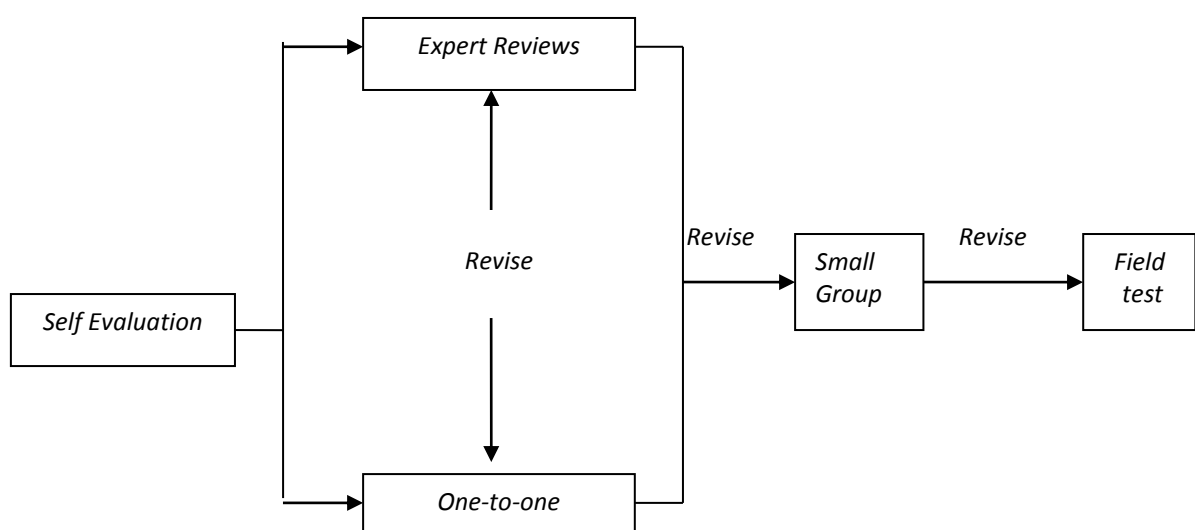 Expert Reviews
Revise
Revise
Revise
Small
Group
Field
test
Self Evaluation
One-to-one